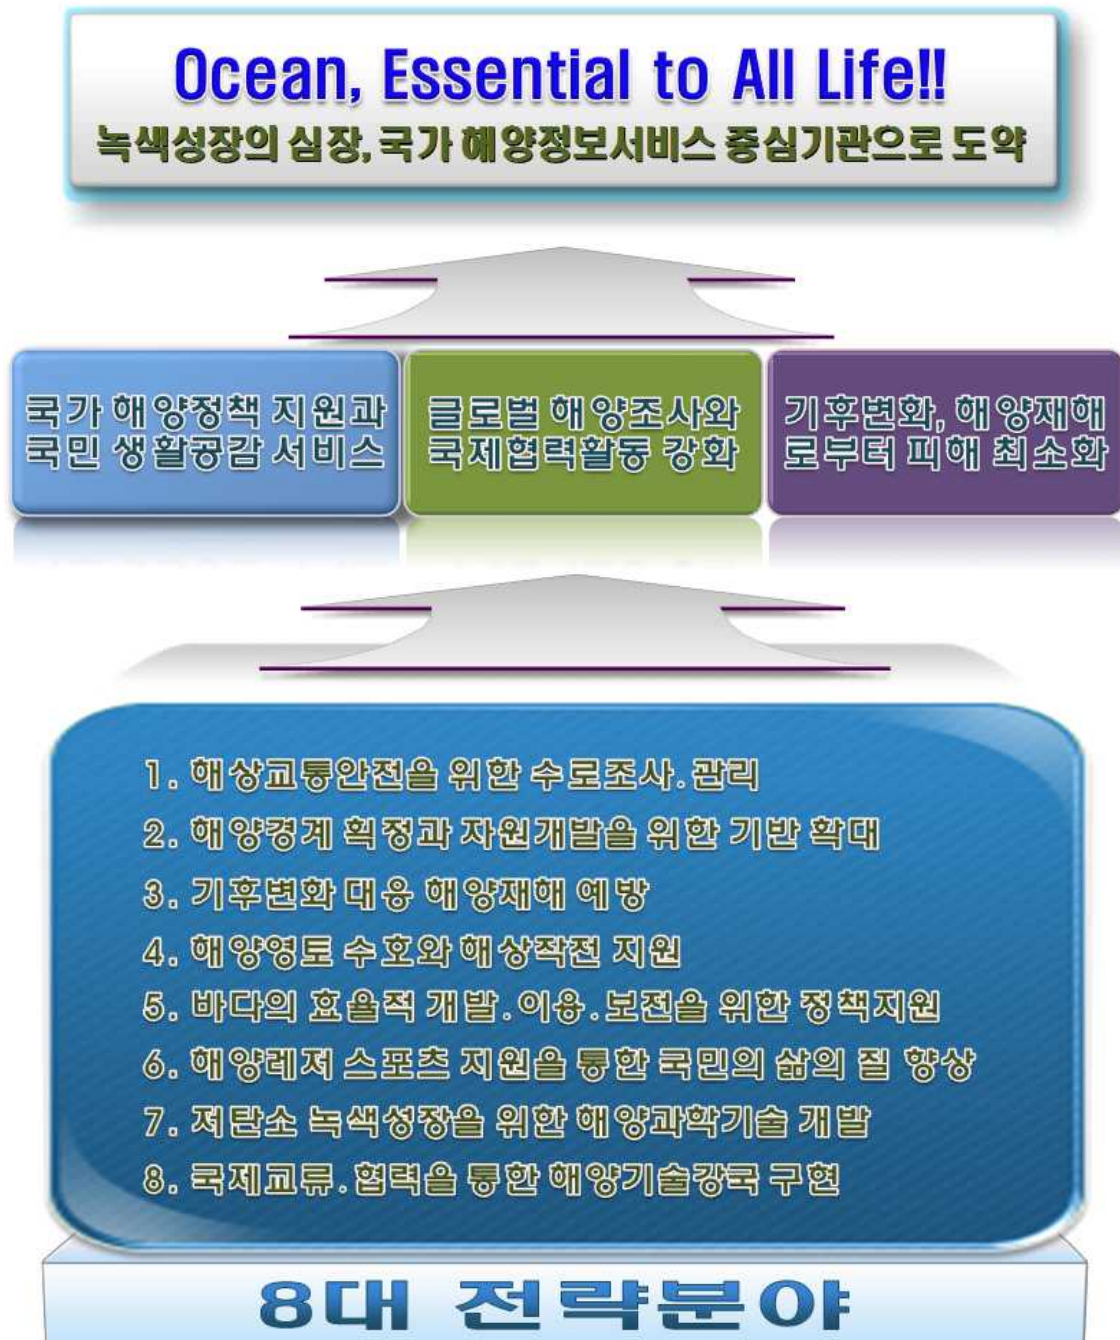 Ocean, Essential to All Life!!
녹색성장의 심장, 국가 해양정보서비스 중심기관으로 도약
국가 해양정책 지원과
국민 생활공감 서비스
글로벌 해양조사와
국제협력활동 강화
기후변화, 해양재해
로부터 피해 최소화
1. 해상교통안전을 위한 수로조사.관리
2. 해양경계 획정과 자원개발을 위한 기반 확대
3. 기후변화 대응 해양재해 예방
4. 해양영토 수호와 해상작전 지원
5. 바다의 효율적 개발.이용.보전을 위한 정책지원
6. 해양레저 스포츠 지원을 통한 국민의 삶의 질 향상
7. 저탄소 녹색성장을 위한 해양과학기술 개발
8. 국제교류.협력을 통한 해양기술강국 구현
8대 전략분야